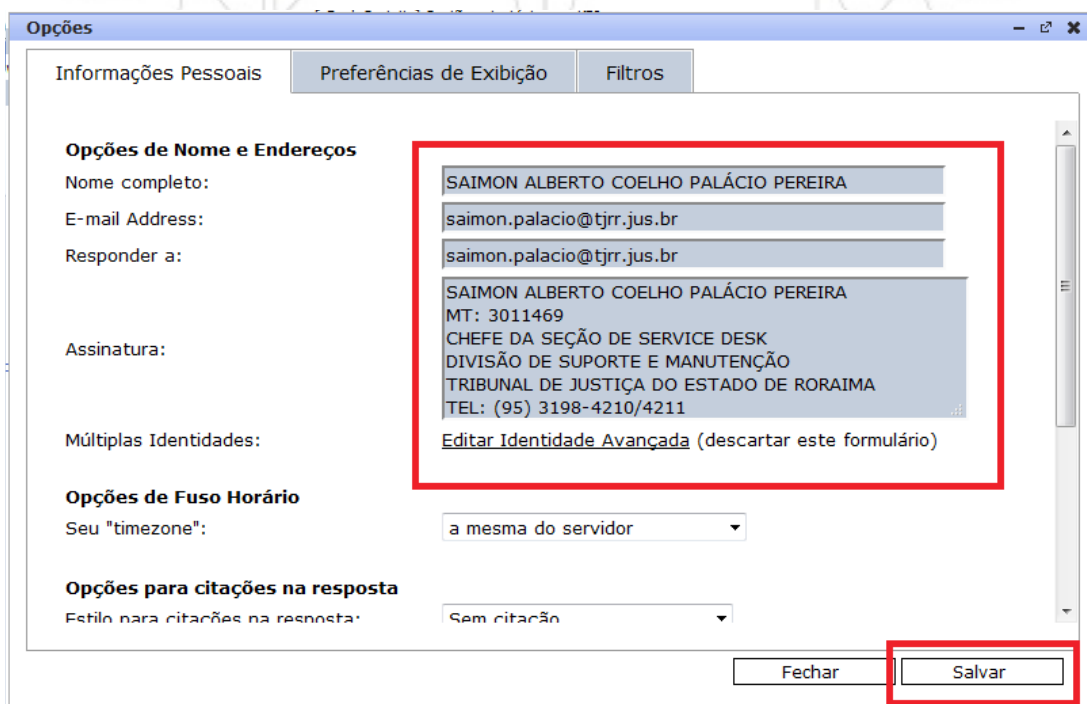 Opções
Informações Pessoais Preferências de Exibição Filtros
Opções de Nome e Endereços
Nome completo: SAIMON ALBERTO COELHO PALÁCIO PEREIRA
E-mail Address: saimon.palacio@tjrr.jus.br
Responder a: saimon.palacio@tjrr.jus.br
Assinatura: SAIMON ALBERTO COELHO PALÁCIO PEREIRA
MT: 3011469
CHEFE DA SEÇÃO DE SERVICE DESK
DIVISÃO DE SUPORTE E MANUTENÇÃO
TRIBUNAL DE JUSTIÇA DO ESTADO DE RORAIMA
TEL: (95) 3198-4210/4211
Múltiplas Identidades: Editar Identidade Avançada (descartar este formulário)
Opções de Fuso Horário
Seu "timezone": a mesma do servidor
Opções para citações na resposta
Estilo para citações na resposta: Sem citação
Fechar Salvar